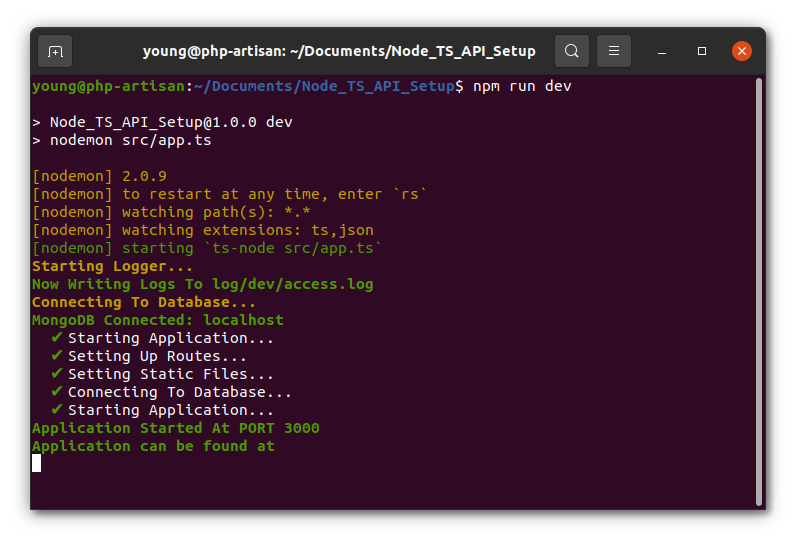 young@php-artisan: ~/Documents/Node_TS_API_Setup
young@php-artisan:~/Documents/Node_TS_API_Setup$ npm run dev
> Node_TS_API_Setup@1.0.0 dev
> nodemon src/app.ts
[nodemon] 2.0.9
[nodemon] to restart at any time, enter `rs`
[nodemon] watching path(s): *.*
[nodemon] watching extensions: ts,json
[nodemon] starting `ts-node src/app.ts`
Starting Logger...
Now Writing Logs To log/dev/access.log
Connecting To Database...
MongoDB Connected: localhost
✔ Starting Application...
✔ Setting Up Routes...
✔ Setting Static Files...
✔ Connecting To Database...
✔ Starting Application...
Application Started At PORT 3000
Application can be found at